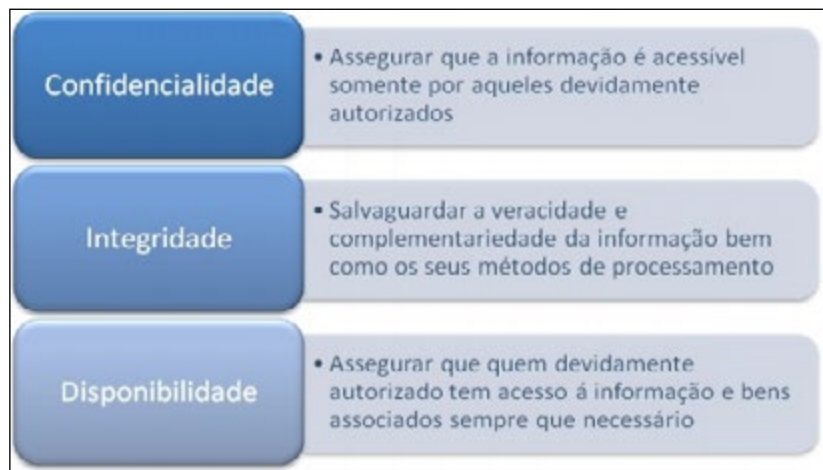 Confidencialidade
• Assegurar que a informação é acessível
somente por aqueles devidamente
autorizados
Integridade
• Salvaguardar a veracidade e
complementariedade da informação bem
como os seus métodos de processamento
Disponibilidade
• Assegurar que quem devidamente
autorizado tem acesso á informação e bens
associados sempre que necessário